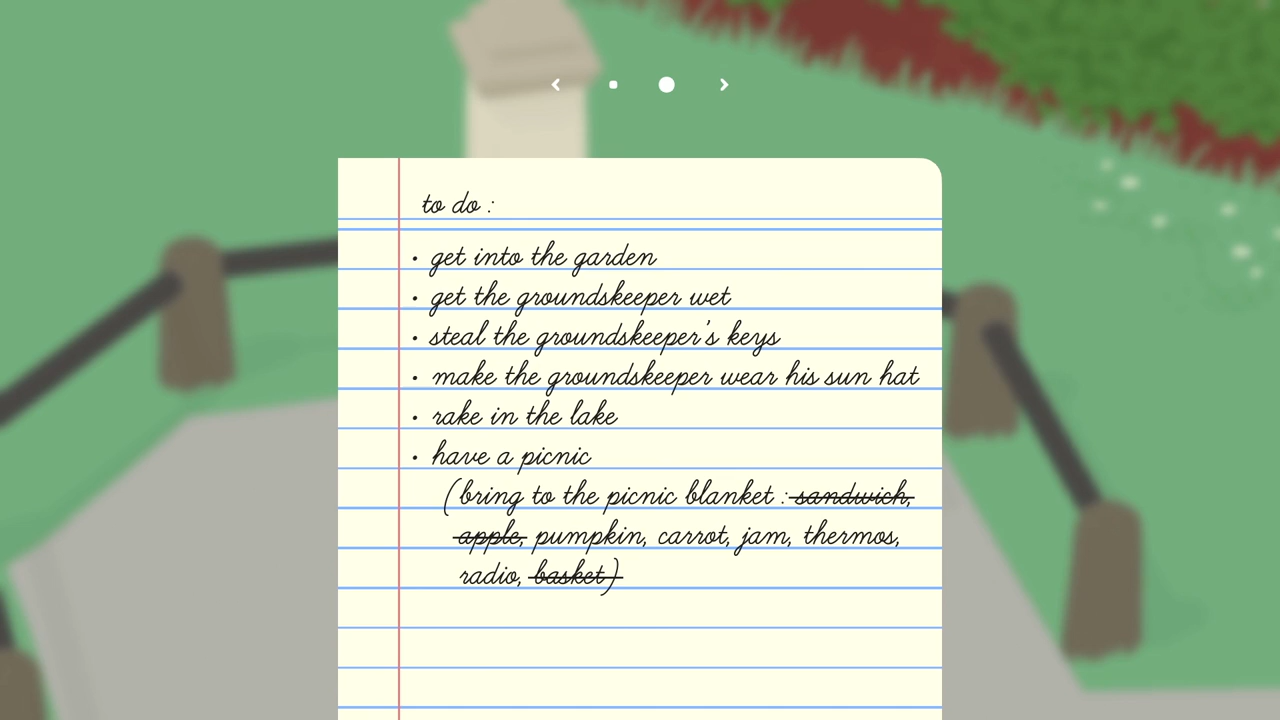 to do :
• get into the garden
• get the groundskeeper wet
• steal the groundskeeper's keys
• make the groundskeeper wear his sun hat
• rake in the lake
• have a picnic
(bring to the picnic blanket : sandwich,
apple, pumpkin, carrot, jam, thermos,
radio, basket)